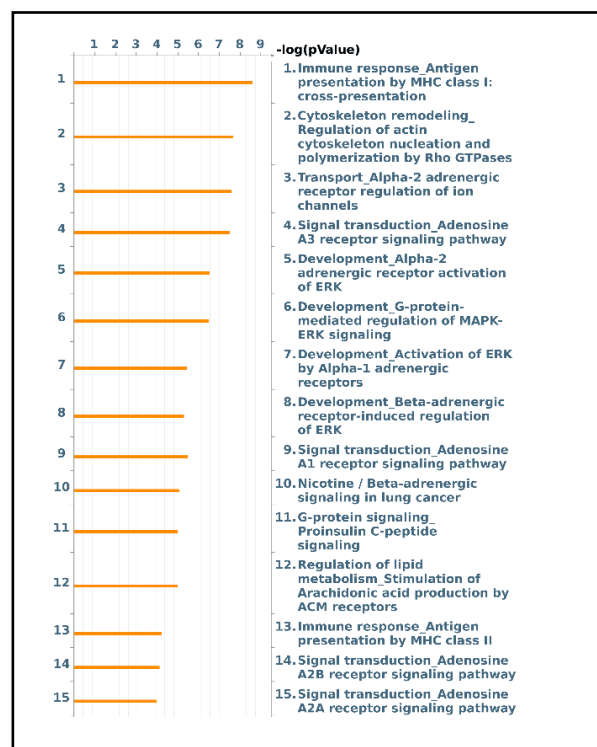 1 2 3 4 5 6 7 8 9 -log(pValue)
1 1. Immune response_Antigen
presentation by MHC class I:
cross-presentation
2 2. Cytoskeleton remodeling_
Regulation of actin
cytoskeleton nucleation and
polymerization by Rho GTPases
3 3. Transport_Alpha-2 adrenergic
receptor regulation of ion
channels
4 4. Signal transduction_Adenosine
A3 receptor signaling pathway
5 5. Development_Alpha-2
adrenergic receptor activation
of ERK
6 6. Development_G-protein-
mediated regulation of MAPK-
ERK signaling
7 7. Development_Activation of ERK
by Alpha-1 adrenergic
receptors
8 8. Development_Beta-adrenergic
receptor-induced regulation
of ERK
9 9. Signal transduction_Adenosine
A1 receptor signaling pathway
10 10. Nicotine / Beta-adrenergic
signaling in lung cancer
11 11. G-protein signaling_
Proinsulin C-peptide
signaling
12 12. Regulation of lipid
metabolism_Stimulation of
Arachidonic acid production by
ACM receptors
13 13. Immune response_Antigen
presentation by MHC class II
14 14. Signal transduction_Adenosine
A2B receptor signaling pathway
15 15. Signal transduction_Adenosine
A2A receptor signaling pathway